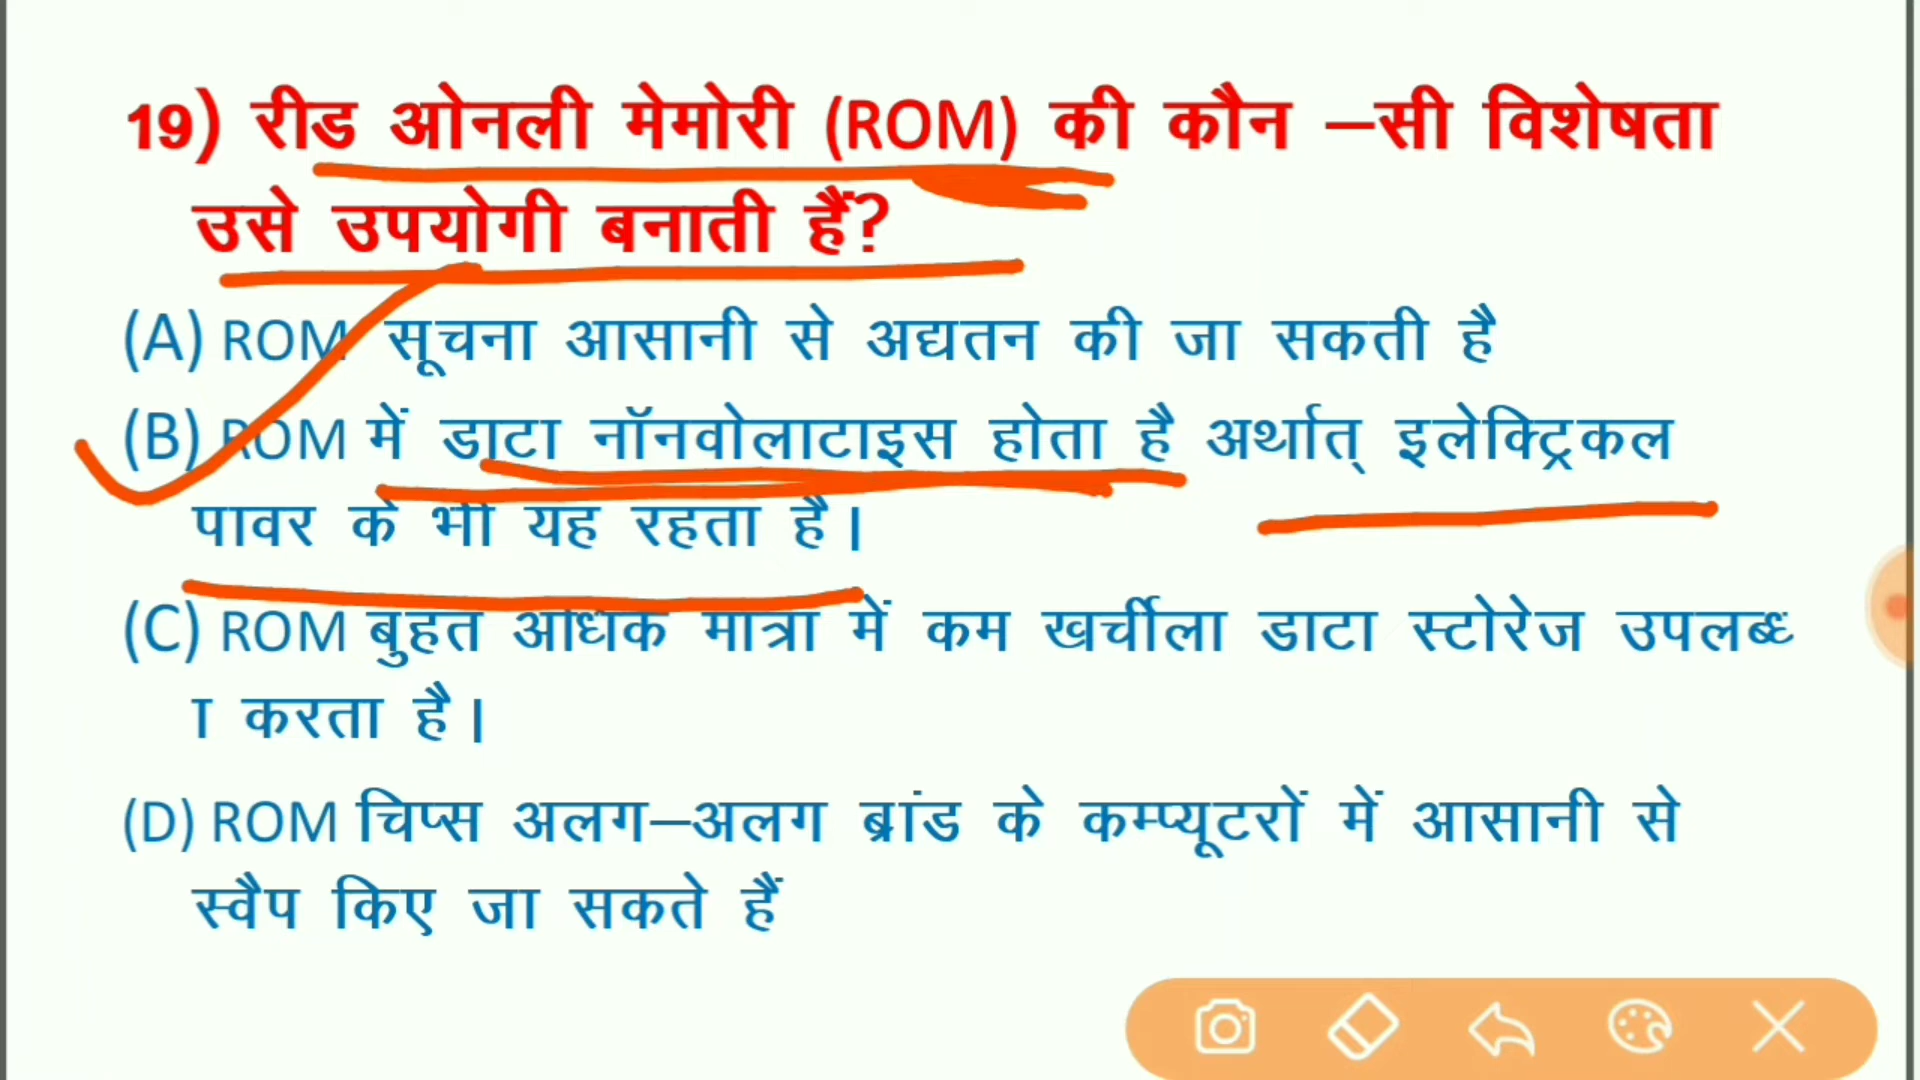 19) रीड ओनली मेमोरी (ROM) की कौन –सी विशेषता
उसे उपयोगी बनाती हैं?
(A) ROM सूचना आसानी से अद्यतन की जा सकती है
(B) ROM में डाटा नॉनवोलाटाइस होता है अर्थात् इलेक्ट्रिकल
पावर के भी यह रहता है।
(C) ROM बुहत अधिक मात्रा में कम खर्चीला डाटा स्टोरेज उपलब्ध
ा करता है।
(D) ROM चिप्स अलग–अलग ब्रांड के कम्प्यूटरों में आसानी से
स्वैप किए जा सकते हैं